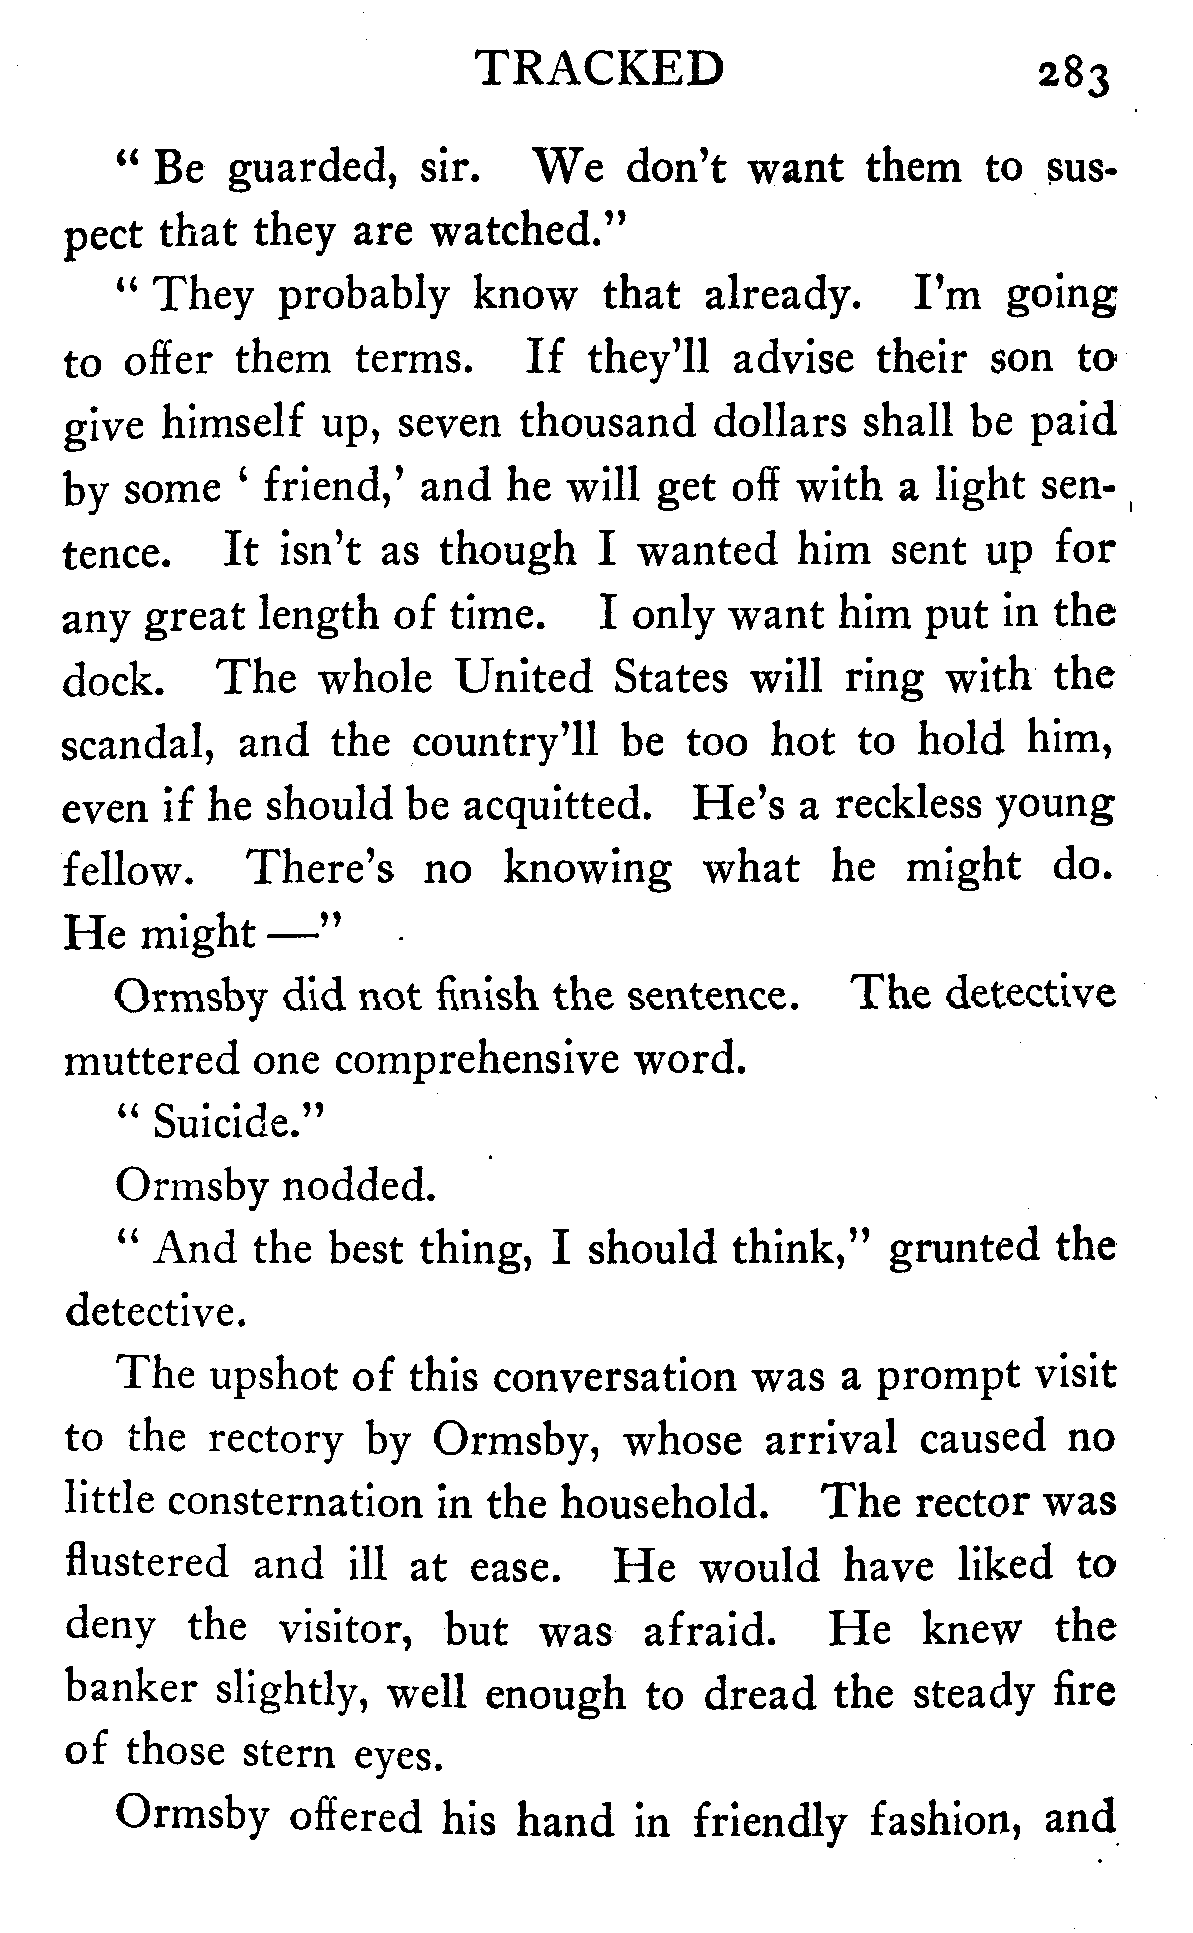 TRACKED 283
“ Be guarded, sir. We don’t want them to sus-
pect that they are watched.”
“ They probably know that already. I’m going
to offer them terms. If they’ll advise their son to
give himself up, seven thousand dollars shall be paid
by some ‘ friend,’ and he will get off with a light sen-
tence. It isn’t as though I wanted him sent up for
any great length of time. I only want him put in the
dock. The whole United States will ring with the
scandal, and the country’ll be too hot to hold him,
even if he should be acquitted. He’s a reckless young
fellow. There’s no knowing what he might do.
He might —”
Ormsby did not finish the sentence. The detective
muttered one comprehensive word.
“ Suicide.”
Ormsby nodded.
“ And the best thing, I should think,” grunted the
detective.
The upshot of this conversation was a prompt visit
to the rectory by Ormsby, whose arrival caused no
little consternation in the household. The rector was
flustered and ill at ease. He would have liked to
deny the visitor, but was afraid. He knew the
banker slightly, well enough to dread the steady fire
of those stern eyes.
Ormsby offered his hand in friendly fashion, and